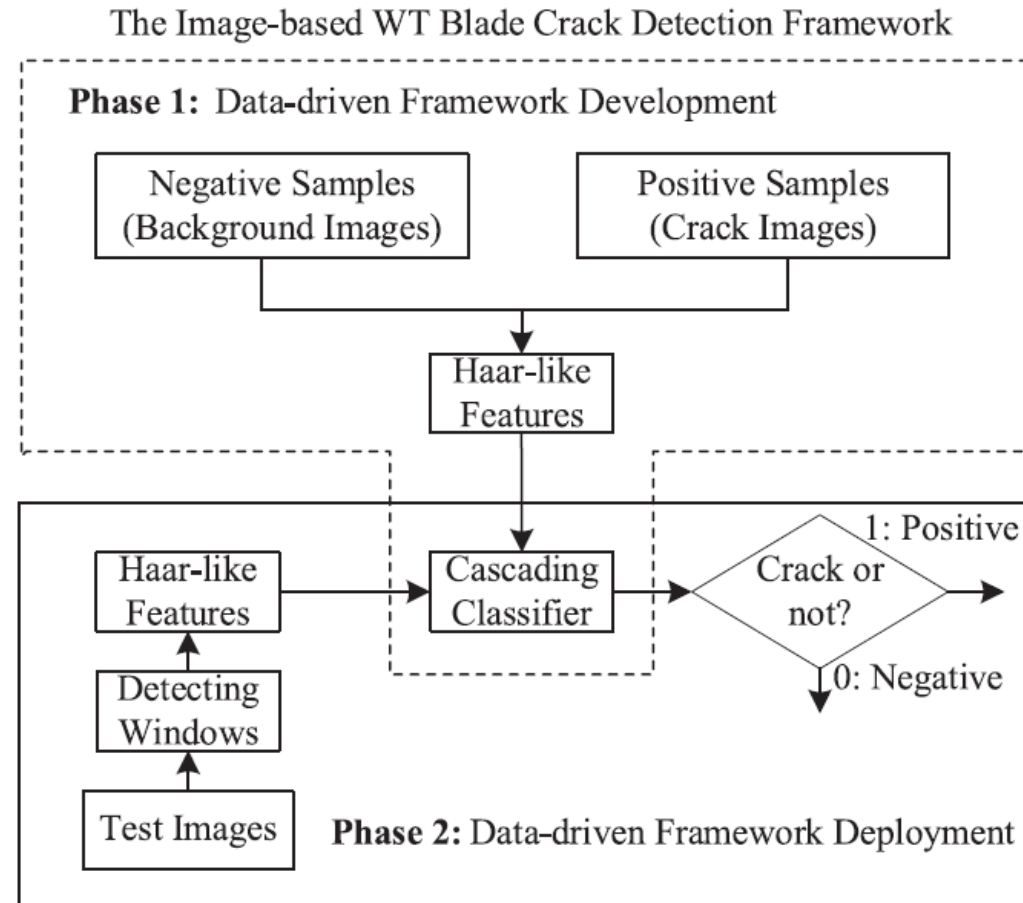 The Image-based WT Blade Crack Detection Framework
Phase 1: Data-driven Framework Development
Negative Samples
(Background Images)
Positive Samples
(Crack Images)
Haar-like
Features
Haar-like
Features
Cascading
Classifier
Crack or
not?
1: Positive
0: Negative
Detecting
Windows
Test Images
Phase 2: Data-driven Framework Deployment